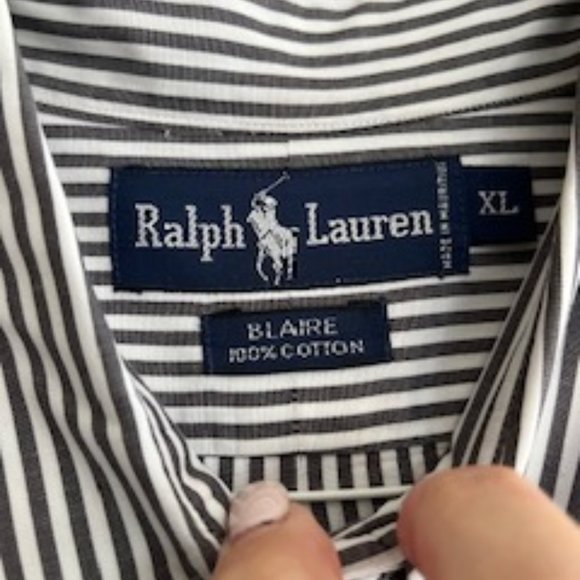 Ralph Lauren
XL
BLAIRE
100% COTTON